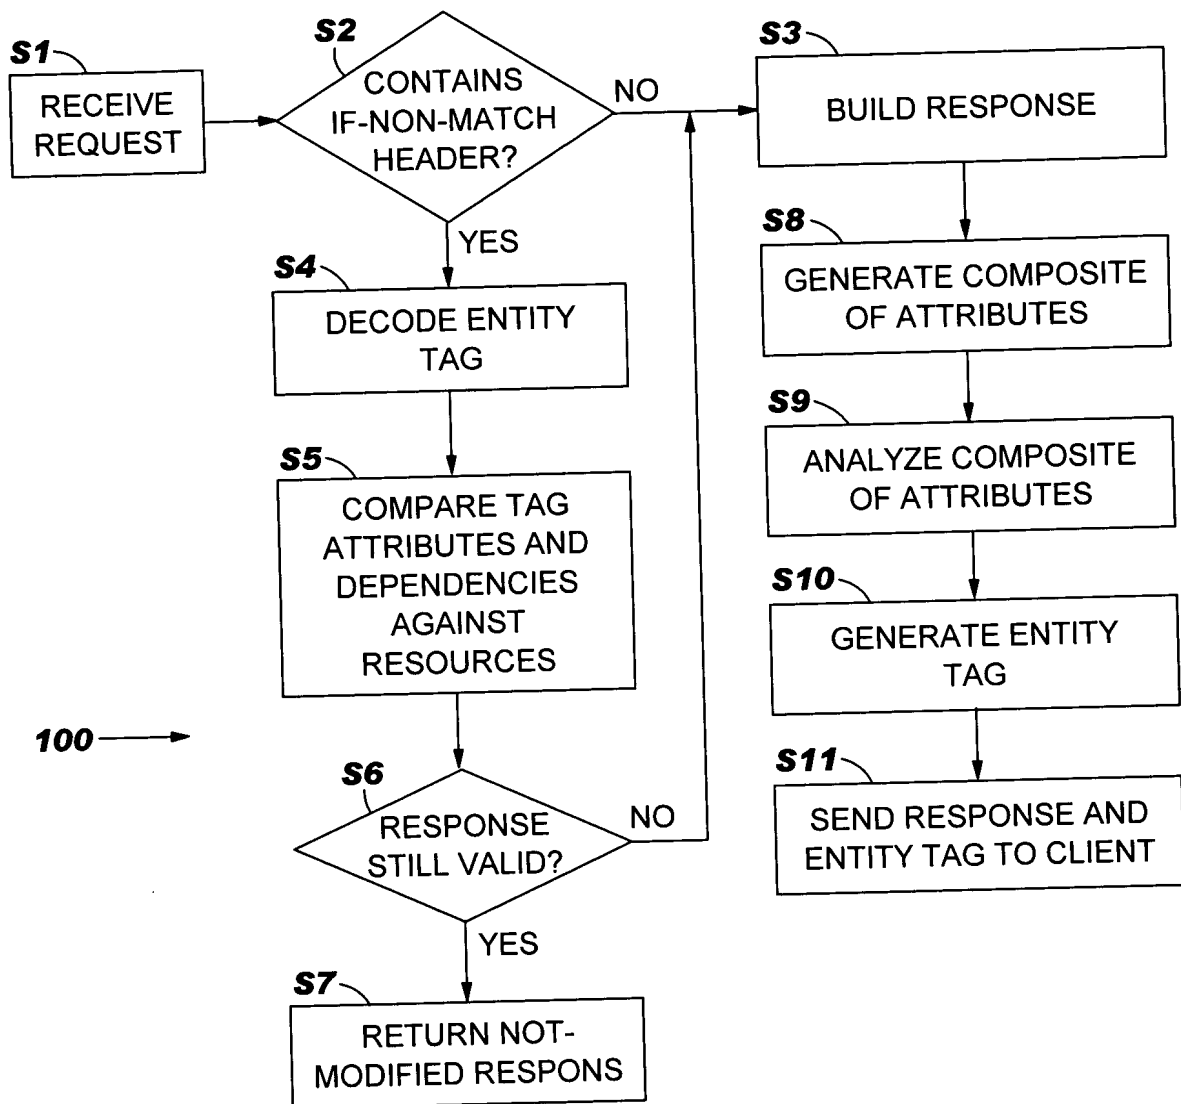 S1
RECEIVE
REQUEST
S2
CONTAINS
IF-NON-MATCH
HEADER?
NO
YES
S3
BUILD RESPONSE
S4
DECODE ENTITY
TAG
S5
COMPARE TAG
ATTRIBUTES AND
DEPENDENCIES
AGAINST
RESOURCES
S6
RESPONSE
STILL VALID?
NO
YES
S7
RETURN NOT-
MODIFIED RESPONS
S8
GENERATE COMPOSITE
OF ATTRIBUTES
S9
ANALYZE COMPOSITE
OF ATTRIBUTES
S10
GENERATE ENTITY
TAG
S11
SEND RESPONSE AND
ENTITY TAG TO CLIENT
100